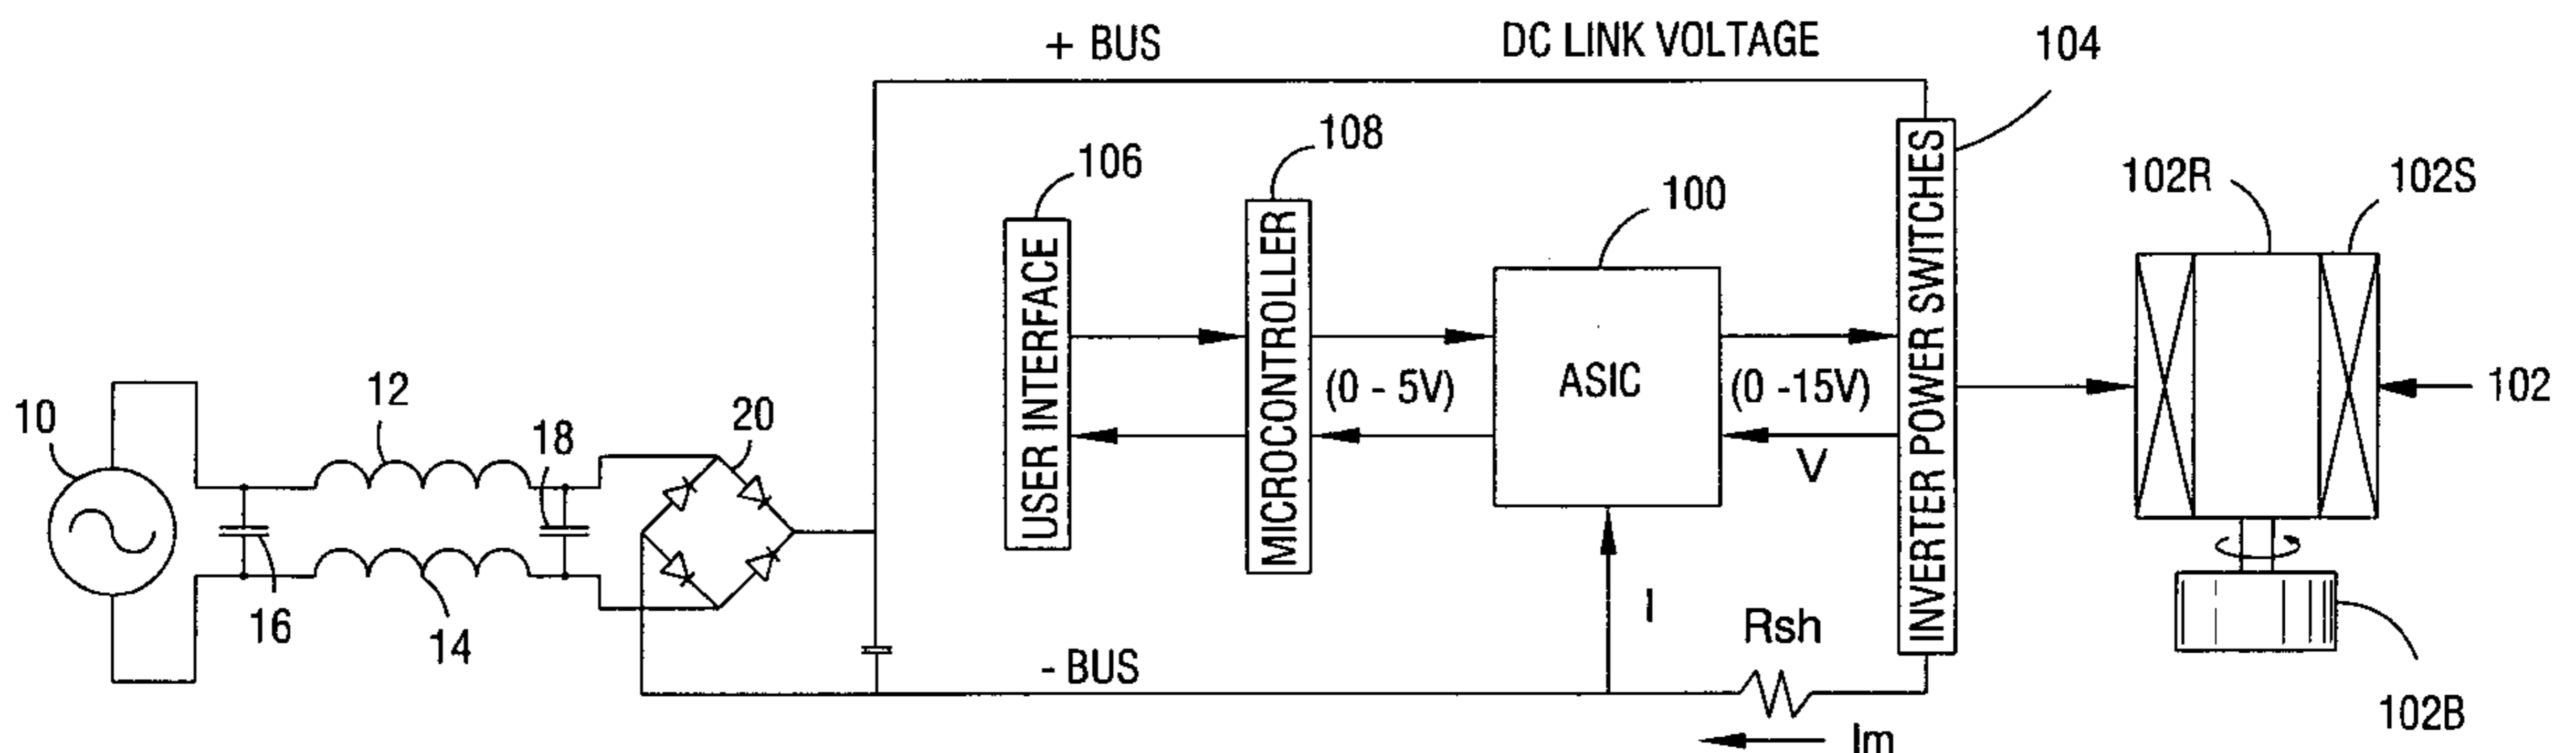 + BUS
DC LINK VOLTAGE
104
108
106
102R
102S
100
USER INTERFACE
MICROCONTROLLER
INVERTER POWER SWITCHES
(0 - 5V)
ASIC
(0 -15V)
V
102
10
12
18
20
16
14
I
Rsh
- BUS
Im
102B